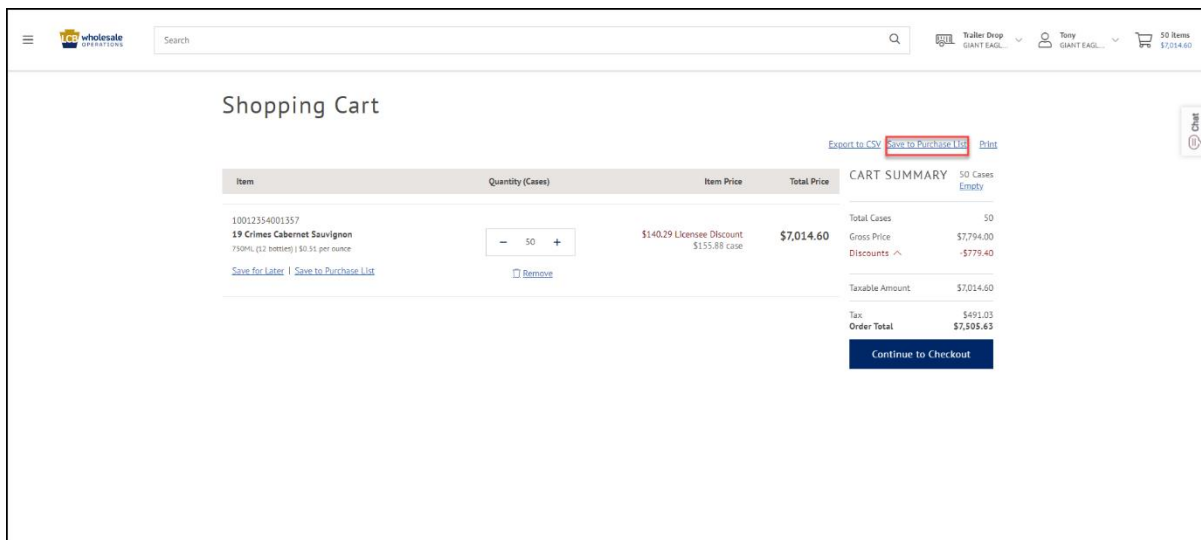 LCB wholesale
OPERATIONS
Search
Trailer Drop
GIANT EAGL...
Tony
GIANT EAGL...
50 items
$7,014.60
Chat
Shopping Cart
Export to CSV Save to Purchase List Print
Item Quantity (Cases) Item Price Total Price
10012354001357
19 Crimes Cabernet Sauvignon
750ML (12 bottles) | $0.51 per ounce
Save for Later | Save to Purchase List
− 50 +
Remove
$140.29 Licensee Discount
$155.88 case
$7,014.60
CART SUMMARY 50 Cases
Empty
Total Cases 50
Gross Price $7,794.00
Discounts -$779.40
Taxable Amount $7,014.60
Tax $491.03
Order Total $7,505.63
Continue to Checkout